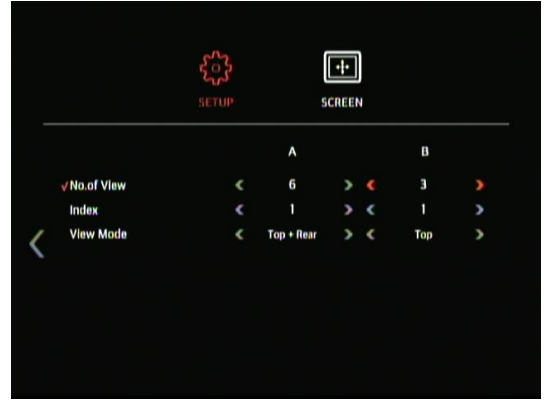 SETUP SCREEN
A B
No.of View 6 3
Index 1 1
View Mode Top + Rear Top